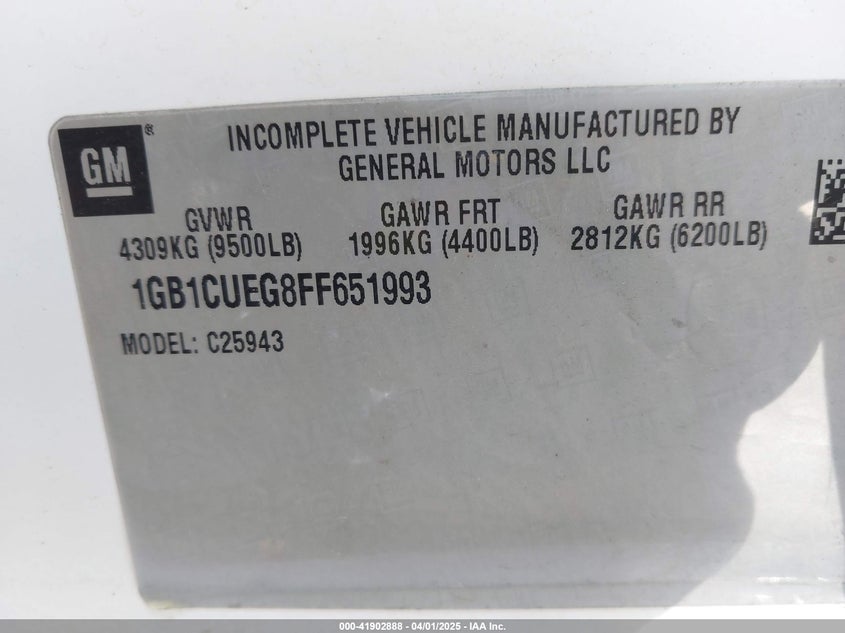 GM®
INCOMPLETE VEHICLE MANUFACTURED BY
GENERAL MOTORS LLC
GVWR GAWR FRT GAWR RR
4309KG (9500LB) 1996KG (4400LB) 2812KG (6200LB)
1GB1CUEG8FF651993
MODEL: C25943
000-41902888 | 04/01/2025 | IAA Inc.